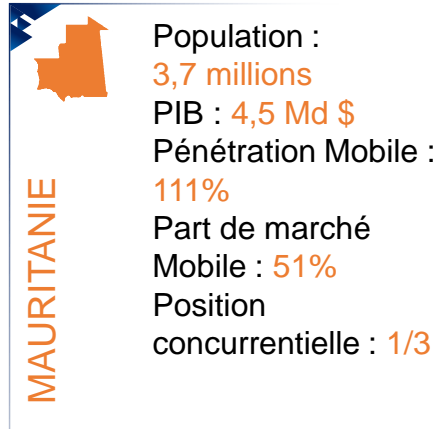 Population :
3,7 millions
PIB : 4,5 Md $
Pénétration Mobile :
111%
Part de marché
Mobile : 51%
Position
concurrentielle : 1/3
MAURITANIE